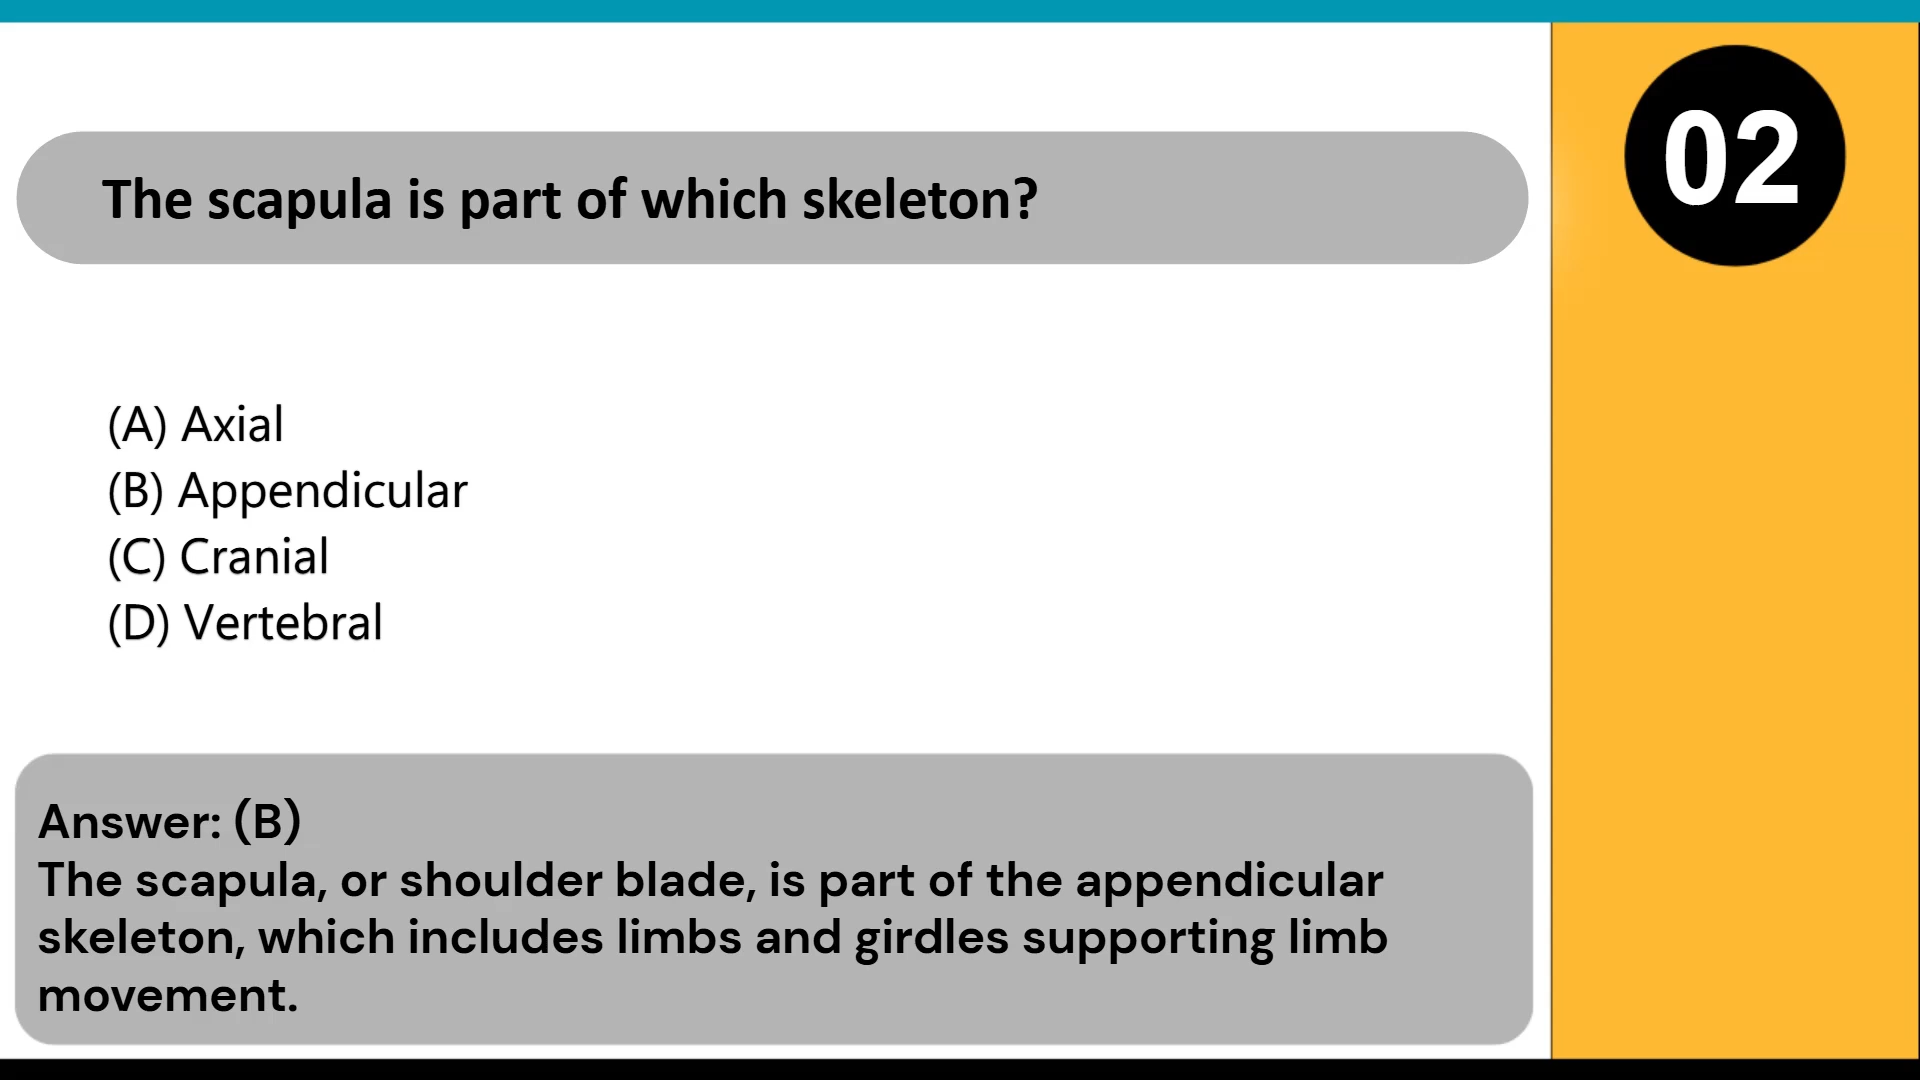 02
The scapula is part of which skeleton?
(A) Axial
(B) Appendicular
(C) Cranial
(D) Vertebral
Answer: (B)
The scapula, or shoulder blade, is part of the appendicular
skeleton, which includes limbs and girdles supporting limb
movement.